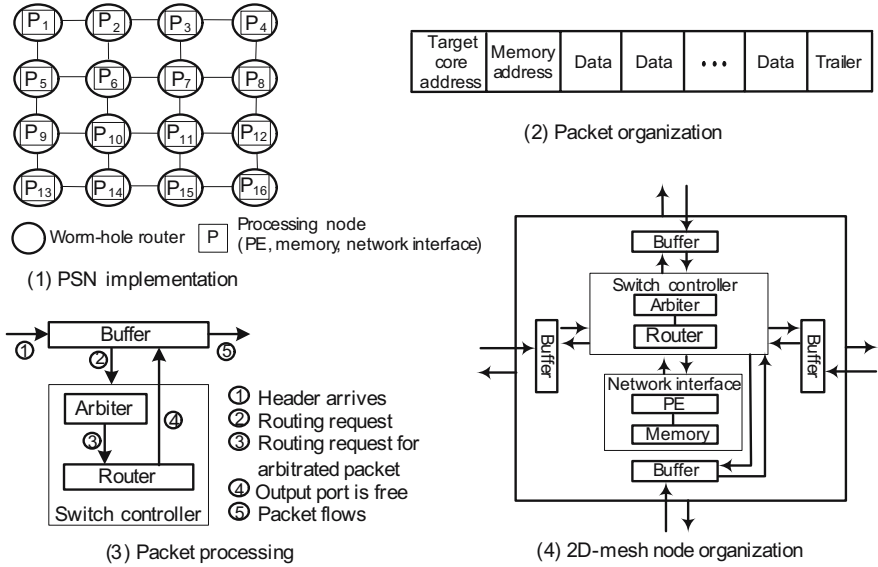 P1 P2 P3 P4
P5 P6 P7 P8
P9 P10 P11 P12
P13 P14 P15 P16
Worm-hole router
P
Processing node
(PE, memory, network interface)
(1) PSN implementation
Target
core
address
Memory
address
Data
Data
•••
Data
Trailer
(2) Packet organization
Buffer
1
2
5
Arbiter
3
4
Router
Switch controller
① Header arrives
② Routing request
③ Routing request for
arbitrated packet
④ Output port is free
⑤ Packet flows
(3) Packet processing
Buffer
Switch controller
Arbiter
Router
Buffer
Buffer
Network interface
PE
Memory
Buffer
(4) 2D-mesh node organization